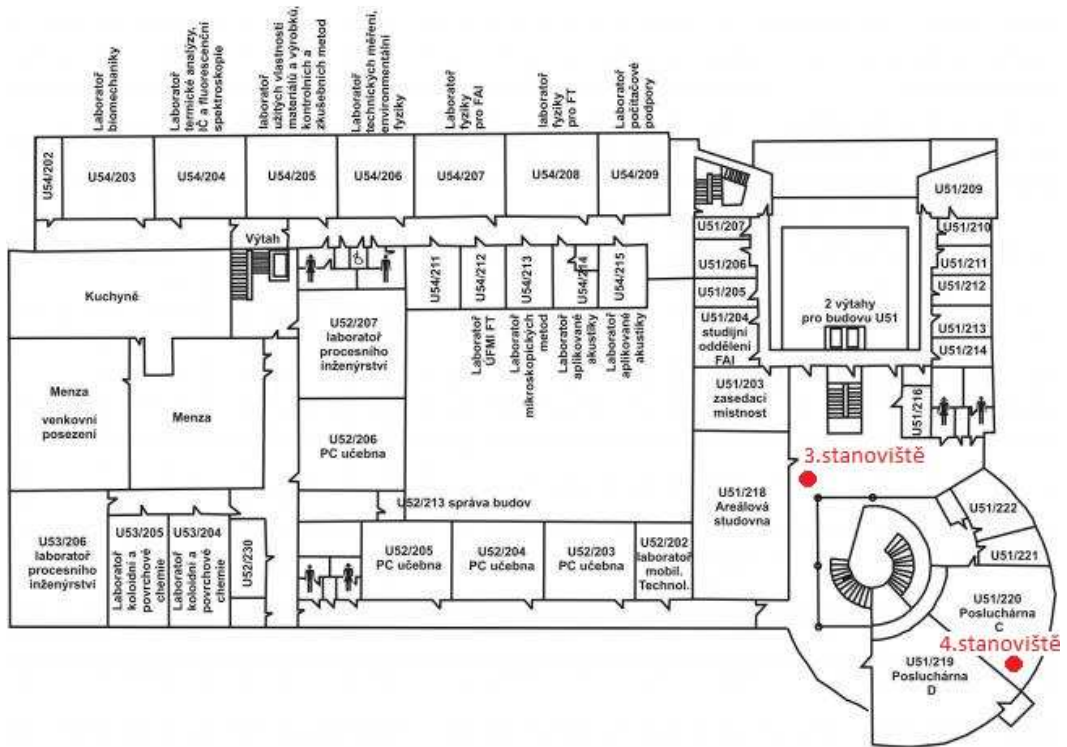 Laboratoř
biomechaniky
Laboratoř
termické analýzy,
IČ a fluorescenční
spektroskopie
laboratoř
užitých vlastností
materiálů a výrobků,
kontrolních a
zkušebních metod
Laboratoř
technických měření,
environmentální
fyziky
Laboratoř
fyziky
pro FAI
laboratoř
fyziky
pro FT
Laboratoř
počítačové
podpory
U54/202
U54/203
U54/204
U54/205
U54/206
U54/207
U54/208
U54/209
U51/209
U51/207
U51/210
Výtah
U51/206
U51/211
U54/211
U54/212
U54/213
U54/214
U54/215
Kuchyně
U51/205
U51/212
2 výtahy
pro budovu U51
U51/204
studijní
oddělení
FAI
U51/213
U51/214
U52/207
laboratoř
procesního
inženýrství
Laboratoř
ÚFMI FT
Laboratoř
mikroskopických
metod
Laboratoř
aplikované
akustiky
Laboratoř
aplikované
akustiky
U51/203
zasedací
místnost
U51/216
Menza
venkovní
posezení
Menza
U52/206
PC učebna
3.stanoviště
U52/213 správa budov
U51/218
Areálová
studovna
U51/222
U53/206
laboratoř
procesního
inženýrství
U53/205
Laboratoř
koloidní a
povrchové
chemie
U53/204
Laboratoř
koloidní a
povrchové
chemie
U52/230
U52/205
PC učebna
U52/204
PC učebna
U52/203
PC učebna
U52/202
laboratoř
mobil.
Technol.
U51/221
U51/220
Posluchárna
C
4.stanoviště
U51/219
Posluchárna
D